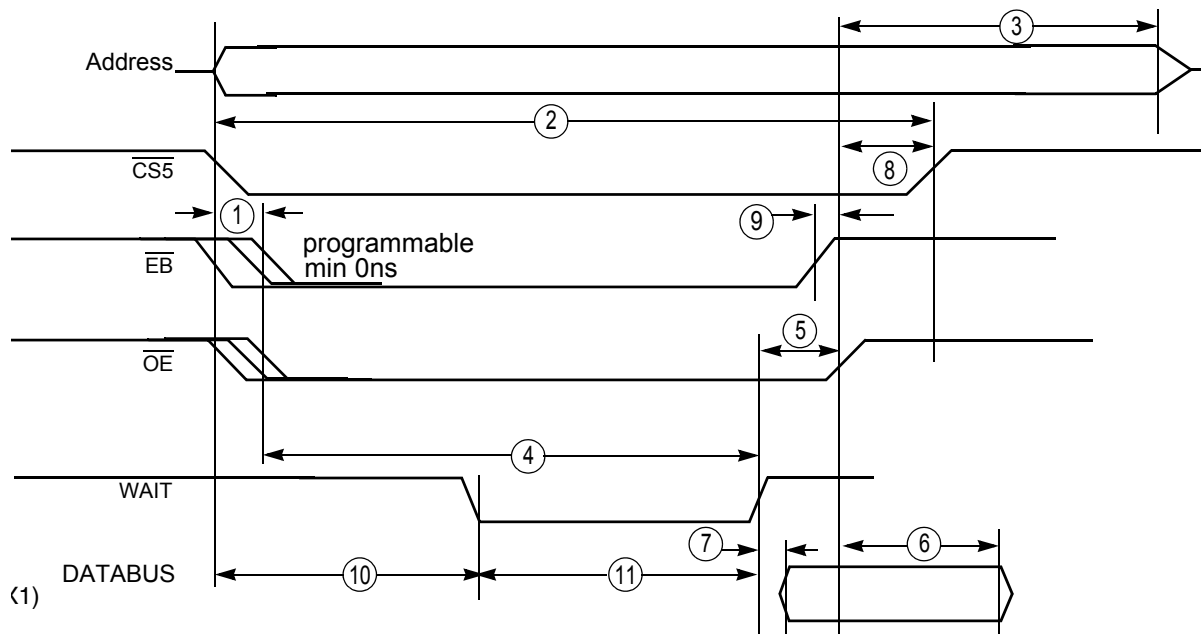 3
Address
2
CS5
8
1
9
programmable
min 0ns
EB
5
OE
4
WAIT
7
6
DATABUS
10
11
X1)